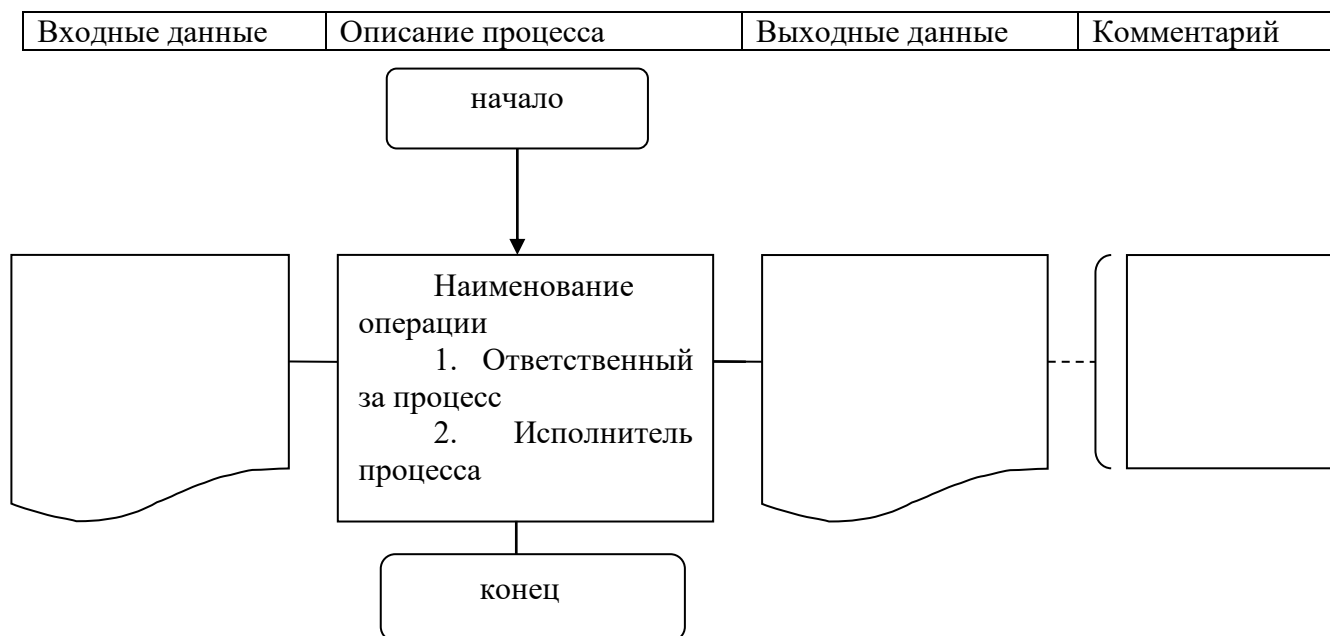 Входные данные Описание процесса Выходные данные Комментарий
начало
Наименование
операции
1. Ответственный
за процесс
2. Исполнитель
процесса
конец